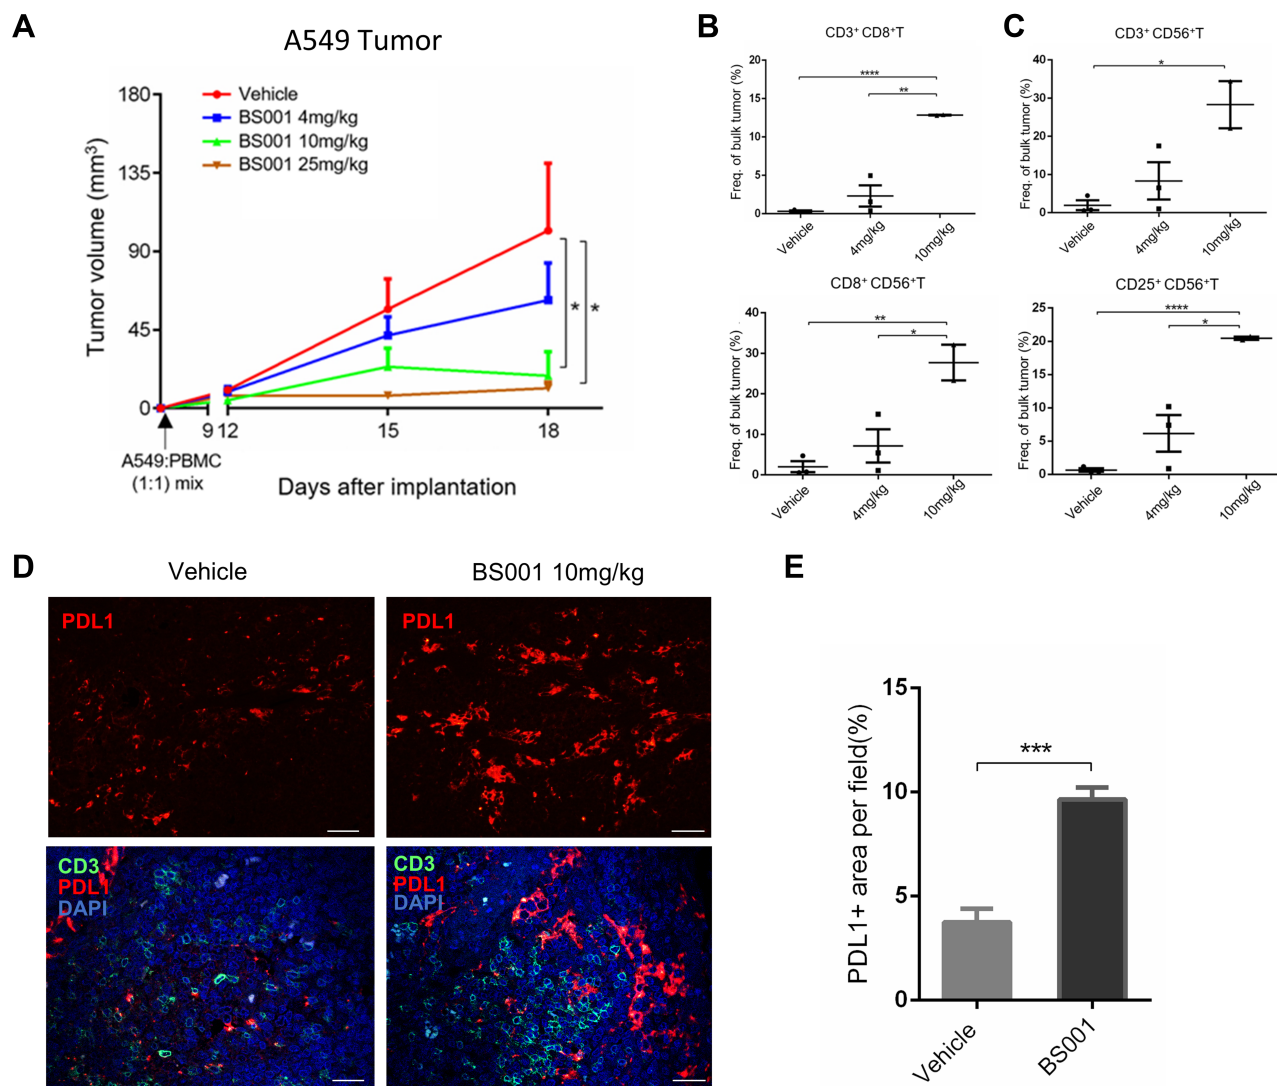 A
A549 Tumor
Vehicle
BS001 4mg/kg
BS001 10mg/kg
BS001 25mg/kg
Tumor volume (mm³)
180
135
90
45
0
*
*
9 12 15 18
A549:PBMC
(1:1) mix
Days after implantation
B
CD3⁺ CD8⁺T
Freq. of bulk tumor (%)
20
15
10
5
0
****
**
Vehicle
4mg/kg
10mg/kg
CD8⁺ CD56⁺T
Freq. of bulk tumor (%)
40
30
20
10
0
**
*
Vehicle
4mg/kg
10mg/kg
C
CD3⁺ CD56⁺T
Freq. of bulk tumor (%)
40
30
20
10
0
*
Vehicle
4mg/kg
10mg/kg
CD25⁺ CD56⁺T
Freq. of bulk tumor (%)
25
20
15
10
5
0
****
*
Vehicle
4mg/kg
10mg/kg
D
Vehicle
BS001 10mg/kg
PDL1
PDL1
CD3
PDL1
DAPI
CD3
PDL1
DAPI
E
PDL1+ area per field(%)
15
10
5
0
***
Vehicle
BS001